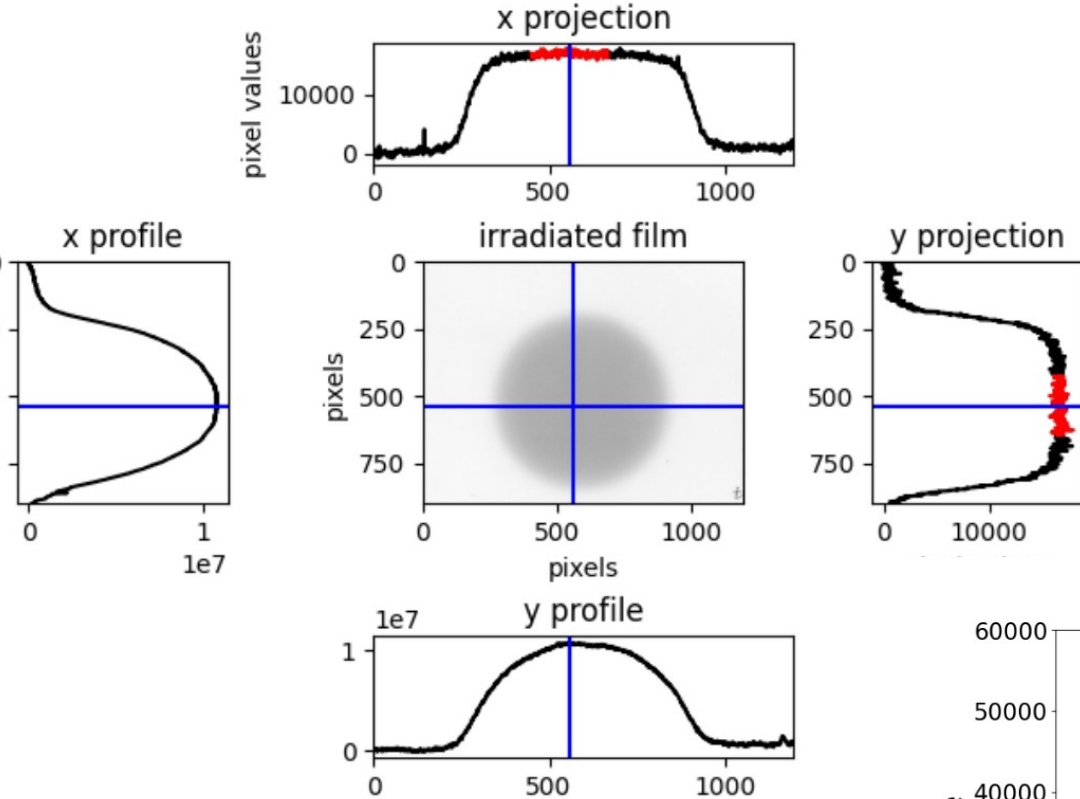 x projection
pixel values
10000
0
0 500 1000
x profile
0 1
1e7
irradiated film
pixels
0
250
500
750
0 500 1000
pixels
y projection
0
250
500
750
0 10000
y profile
1e7
1
0
0 500 1000
60000
50000
40000